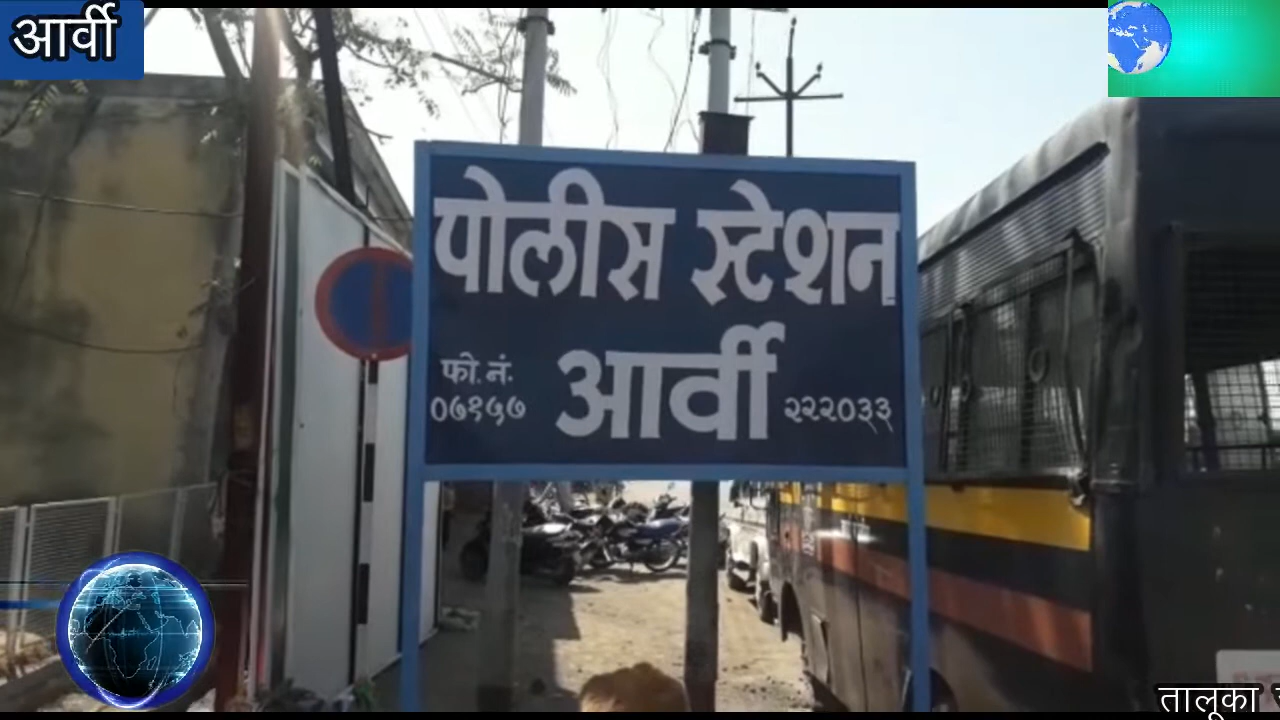 आर्वी
पोलीस स्टेशन
फो. नं.
०७१५७ आर्वी २२२०३३
तालूका